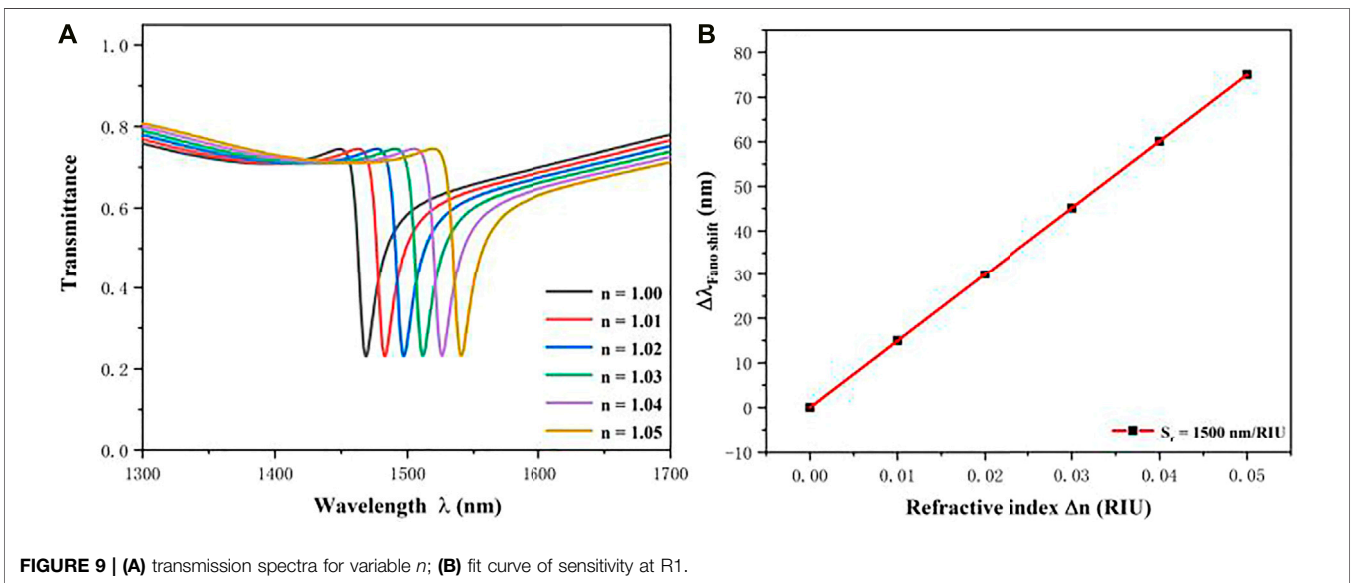 A
Transmittance
1.0
0.8
0.6
0.4
0.2
0.0
n = 1.00
n = 1.01
n = 1.02
n = 1.03
n = 1.04
n = 1.05
1300
1400
1500
1600
1700
Wavelength λ (nm)
B
Δλ_Fano shift (nm)
80
70
60
50
40
30
20
10
0
-10
S_r = 1500 nm/RIU
0.00
0.01
0.02
0.03
0.04
0.05
Refractive index Δn (RIU)
FIGURE 9 | (A) transmission spectra for variable n; (B) fit curve of sensitivity at R1.